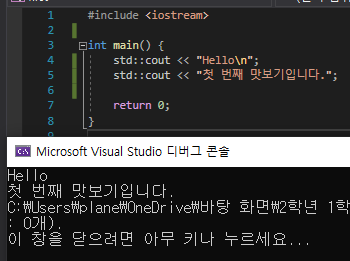 1 #include <iostream>
2
3 int main() {
4 std::cout << "Hello\n";
5 std::cout << "첫 번째 맛보기입니다.";
6
7 return 0;
8 }
Microsoft Visual Studio 디버그 콘솔
Hello
첫 번째 맛보기입니다.
C:₩Users₩plane₩OneDrive₩바탕 화면₩2학년 1학
: 0개).
이 창을 닫으려면 아무 키나 누르세요...